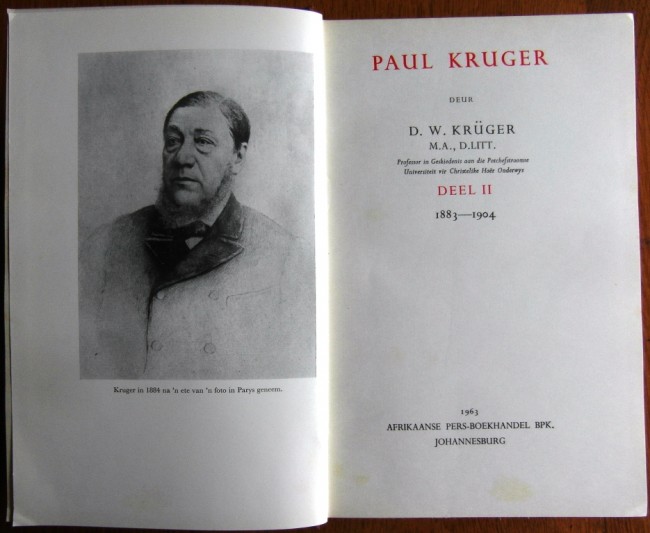 Kruger in 1884 na 'n ets van 'n foto in Parys geneem.
PAUL KRUGER
DEUR
D. W. KRÜGER
M.A., D.LITT.
Professor in Geskiedenis aan die Potchefstroomse
Universiteit vir Christelike Hoër Onderwys
DEEL II
1883—1904
1963
AFRIKAANSE PERS-BOEKHANDEL BPK.
JOHANNESBURG